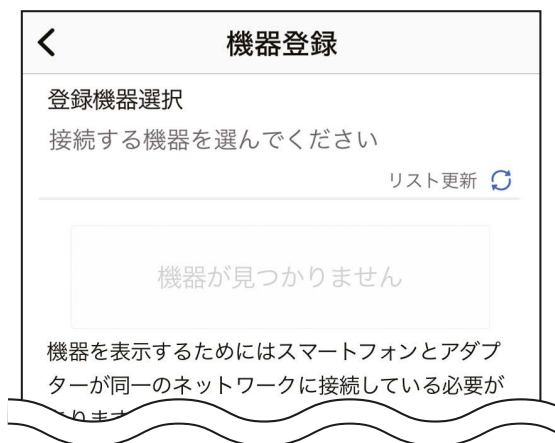 機器登録
登録機器選択
接続する機器を選んでください
リスト更新
機器が見つかりません
機器を表示するためにはスマートフォンとアダプ
ターが同一のネットワークに接続している必要が
あります